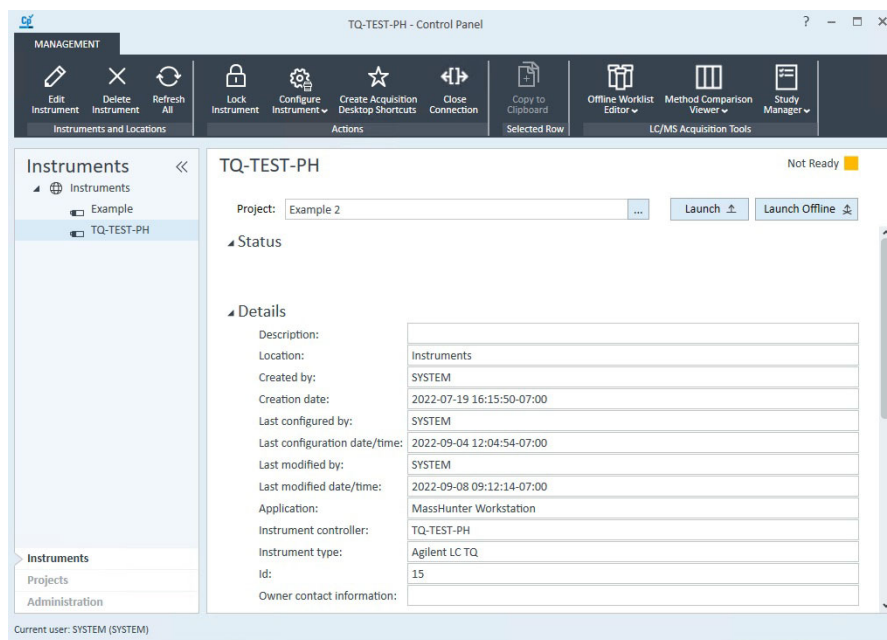 Cp
TQ-TEST-PH - Control Panel
?
MANAGEMENT
Edit Instrument
Delete Instrument
Refresh All
Instruments and Locations
Lock Instrument
Configure Instrument
Create Acquisition Desktop Shortcuts
Close Connection
Actions
Copy to Clipboard
Selected Row
Offline Worklist Editor
Method Comparison Viewer
Study Manager
LC/MS Acquisition Tools
Instruments
Instruments
Example
TQ-TEST-PH
Instruments
Projects
Administration
TQ-TEST-PH
Not Ready
Project: Example 2 ... Launch Launch Offline
Status
Details
Description:
Location: Instruments
Created by: SYSTEM
Creation date: 2022-07-19 16:15:50-07:00
Last configured by: SYSTEM
Last configuration date/time: 2022-09-04 12:04:54-07:00
Last modified by: SYSTEM
Last modified date/time: 2022-09-08 09:12:14-07:00
Application: MassHunter Workstation
Instrument controller: TQ-TEST-PH
Instrument type: Agilent LC TQ
Id: 15
Owner contact information:
Current user: SYSTEM (SYSTEM)